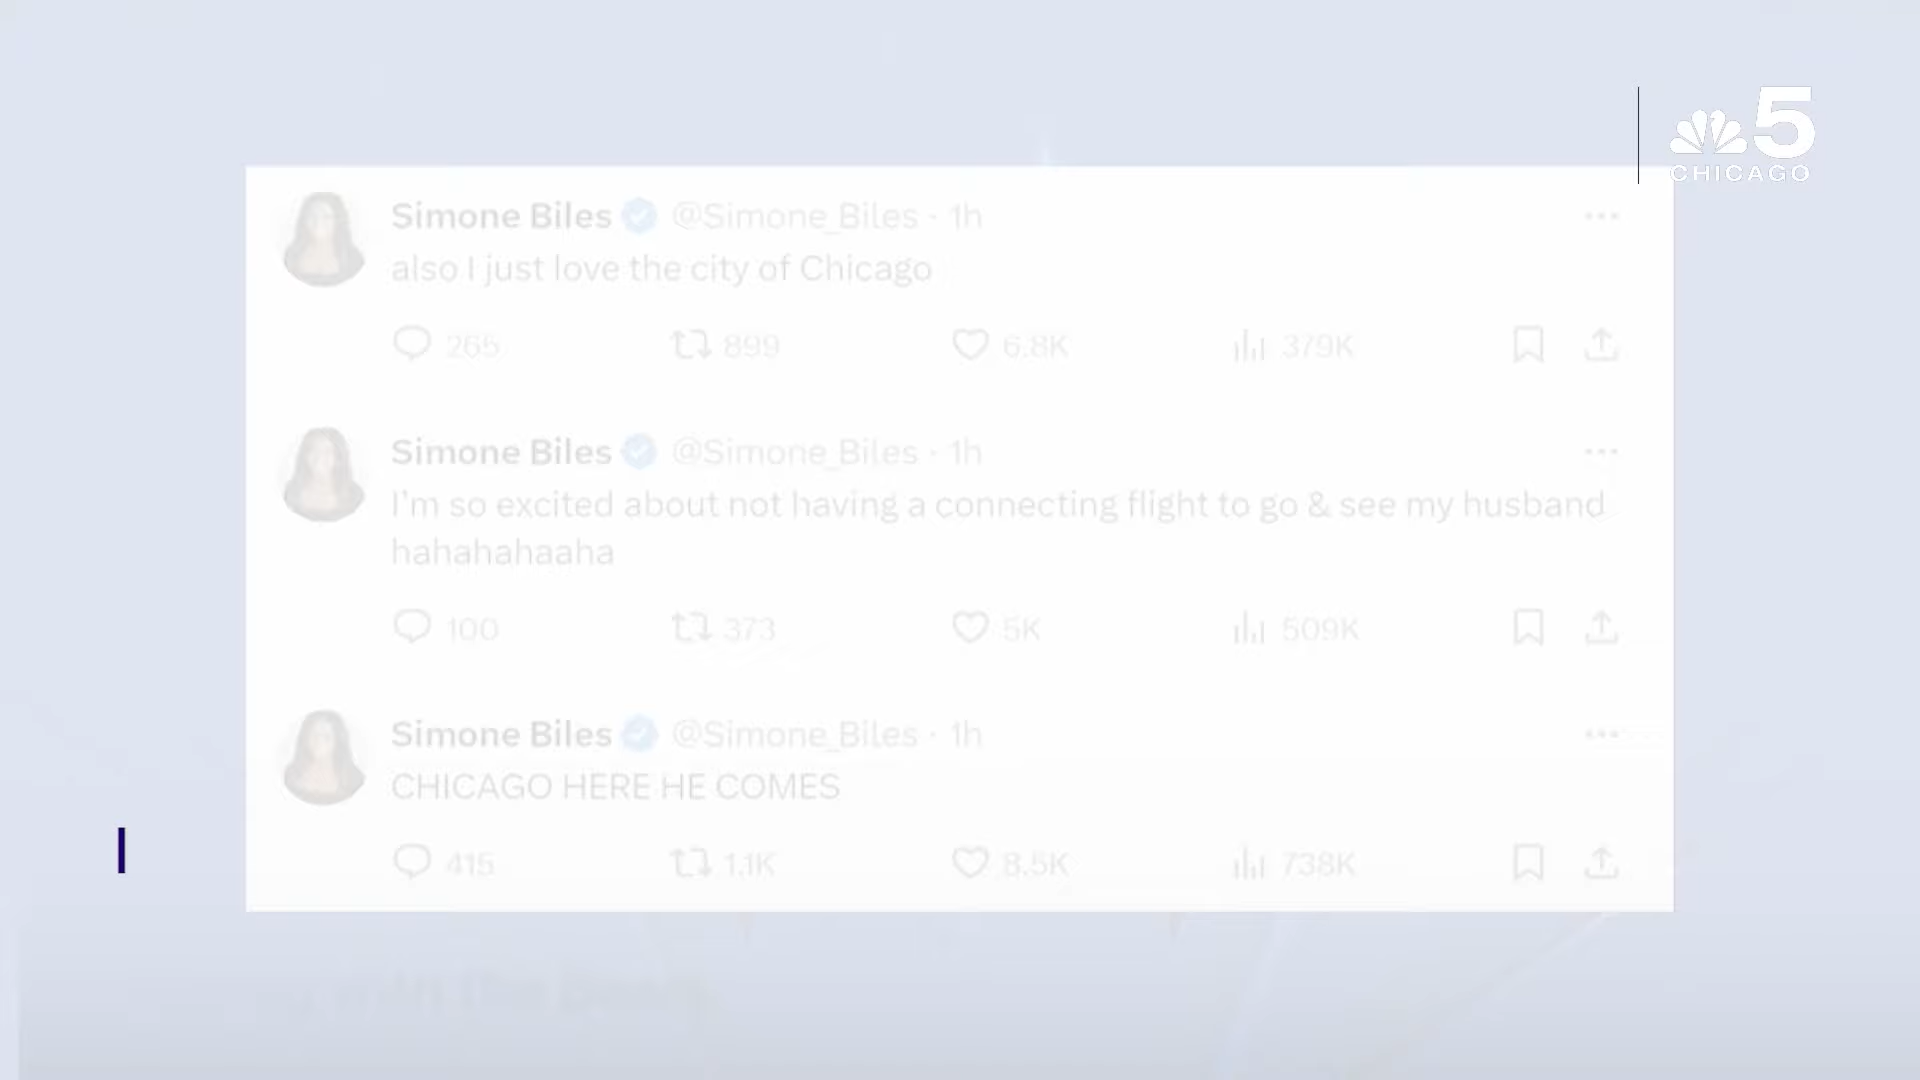 5
CHICAGO
Simone Biles @Simone_Biles · 1h
also I just love the city of Chicago
265 899 6.8K 379K
Simone Biles @Simone_Biles · 1h
I'm so excited about not having a connecting flight to go & see my husband
hahahahaaha
100 373 5K 509K
Simone Biles @Simone_Biles · 1h
CHICAGO HERE HE COMES
415 1.1K 8.5K 738K